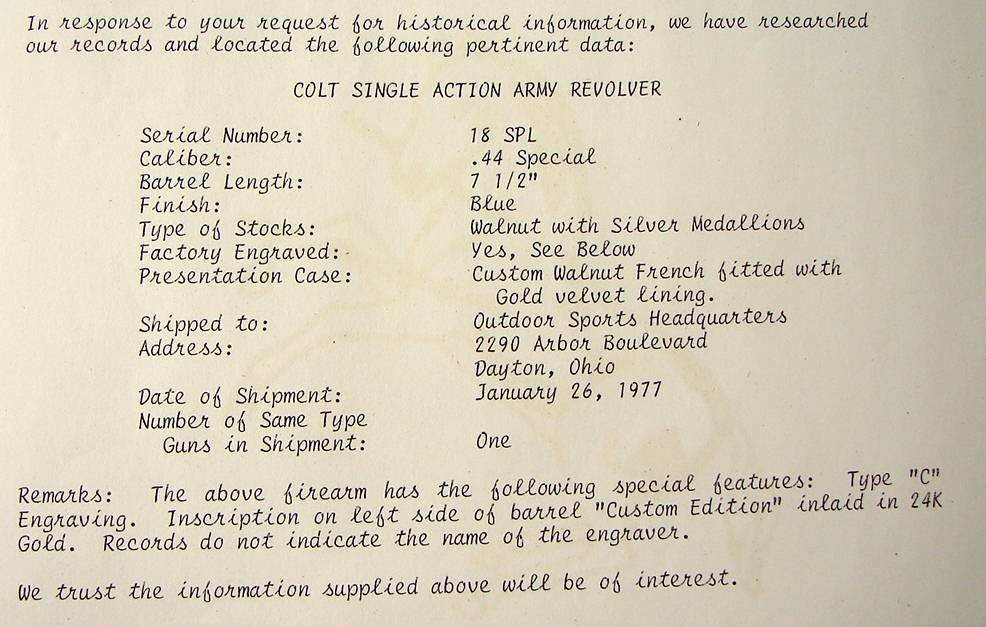 In response to your request for historical information, we have researched
our records and located the following pertinent data:
COLT SINGLE ACTION ARMY REVOLVER
Serial Number: 18 SPL
Caliber: .44 Special
Barrel Length: 7 1/2"
Finish: Blue
Type of Stocks: Walnut with Silver Medallions
Factory Engraved: Yes, See Below
Presentation Case: Custom Walnut French fitted with
Gold velvet lining.
Shipped to: Outdoor Sports Headquarters
Address: 2290 Arbor Boulevard
Dayton, Ohio
Date of Shipment: January 26, 1977
Number of Same Type
Guns in Shipment: One
Remarks: The above firearm has the following special features: Type "C"
Engraving. Inscription on left side of barrel "Custom Edition" inlaid in 24K
Gold. Records do not indicate the name of the engraver.
We trust the information supplied above will be of interest.